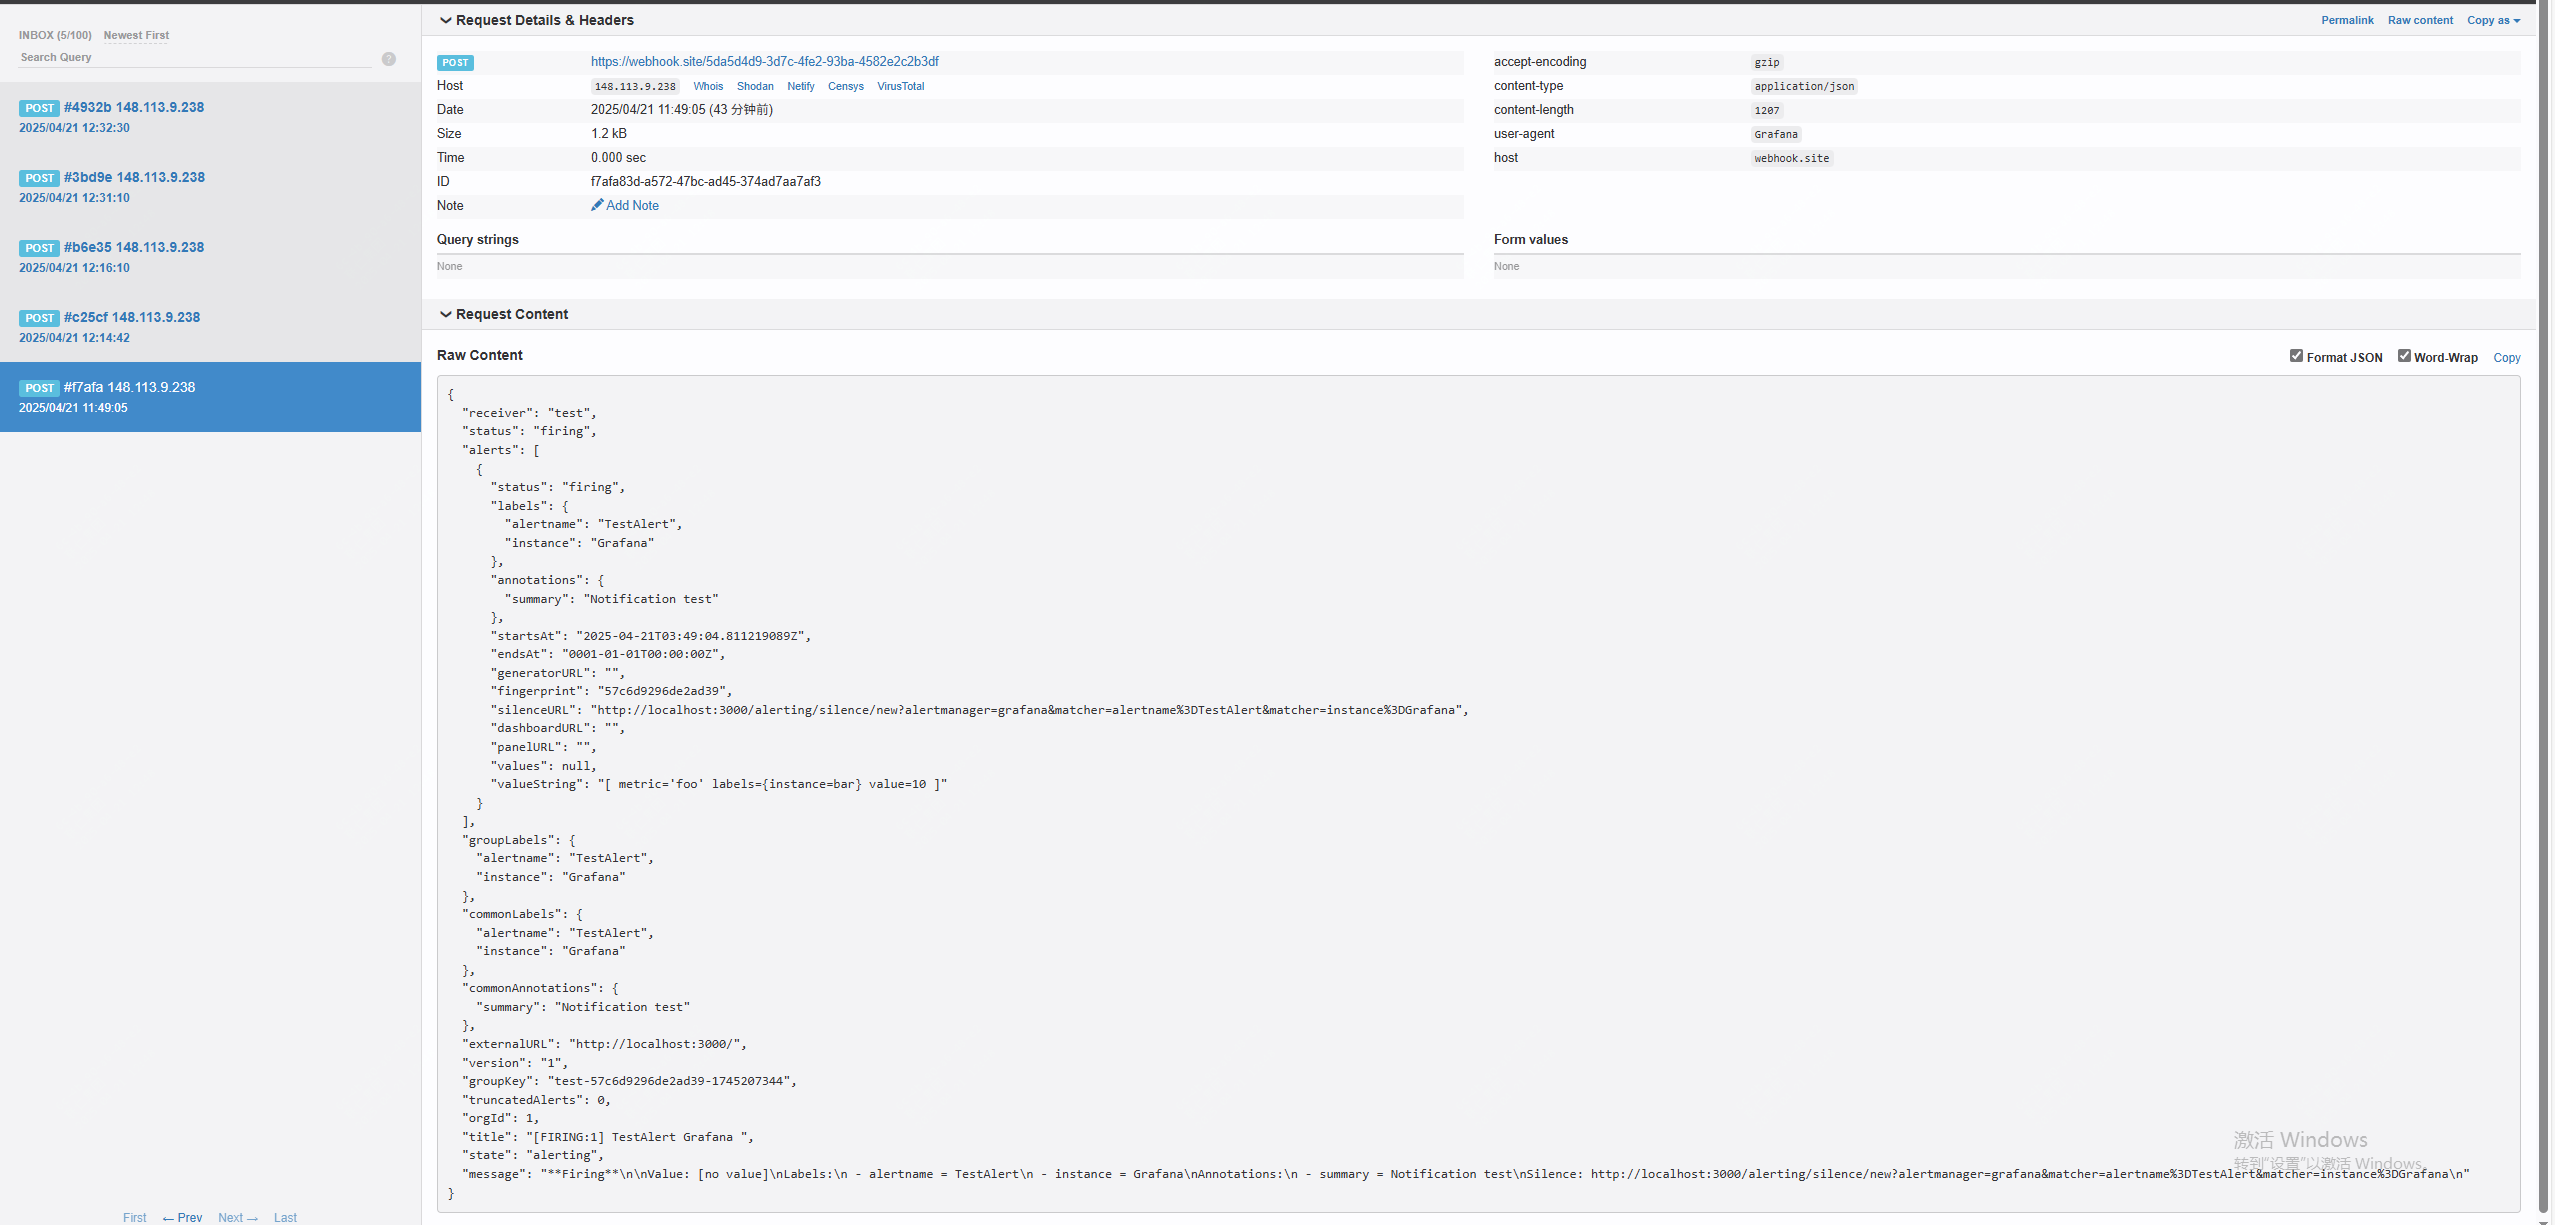 INBOX (5/100) Newest First
Search Query
?
POST #4932b 148.113.9.238
2025/04/21 12:32:30
POST #3bd9e 148.113.9.238
2025/04/21 12:31:10
POST #b6e35 148.113.9.238
2025/04/21 12:16:10
POST #c25cf 148.113.9.238
2025/04/21 12:14:42
POST #f7afa 148.113.9.238
2025/04/21 11:49:05
First ← Prev Next → Last
Request Details & Headers
Permalink Raw content Copy as
POST https://webhook.site/5da5d4d9-3d7c-4fe2-93ba-4582e2c2b3df
Host 148.113.9.238 Whois Shodan Netify Censys VirusTotal
Date 2025/04/21 11:49:05 (43 分钟前)
Size 1.2 kB
Time 0.000 sec
ID f7afa83d-a572-47bc-ad45-374ad7aa7af3
Note Add Note
accept-encoding gzip
content-type application/json
content-length 1207
user-agent Grafana
host webhook.site
Query strings
None
Form values
None
Request Content
Raw Content
Format JSON Word-Wrap Copy
{
"receiver": "test",
"status": "firing",
"alerts": [
{
"status": "firing",
"labels": {
"alertname": "TestAlert",
"instance": "Grafana"
},
"annotations": {
"summary": "Notification test"
},
"startsAt": "2025-04-21T03:49:04.811219089Z",
"endsAt": "0001-01-01T00:00:00Z",
"generatorURL": "",
"fingerprint": "57c6d9296de2ad39",
"silenceURL": "http://localhost:3000/alerting/silence/new?alertmanager=grafana&matcher=alertname%3DTestAlert&matcher=instance%3DGrafana",
"dashboardURL": "",
"panelURL": "",
"values": null,
"valueString": "[ metric='foo' labels={instance=bar} value=10 ]"
}
],
"groupLabels": {
"alertname": "TestAlert",
"instance": "Grafana"
},
"commonLabels": {
"alertname": "TestAlert",
"instance": "Grafana"
},
"commonAnnotations": {
"summary": "Notification test"
},
"externalURL": "http://localhost:3000/",
"version": "1",
"groupKey": "test-57c6d9296de2ad39-1745207344",
"truncatedAlerts": 0,
"orgId": 1,
"title": "[FIRING:1] TestAlert Grafana ",
"state": "alerting",
"message": "**Firing**\n\nValue: [no value]\nLabels:\n - alertname = TestAlert\n - instance = Grafana\nAnnotations:\n - summary = Notification test\nSilence: http://localhost:3000/alerting/silence/new?alertmanager=grafana&matcher=alertname%3DTestAlert&matcher=instance%3DGrafana\n"
}
激活 Windows
转到"设置"以激活 Windows。